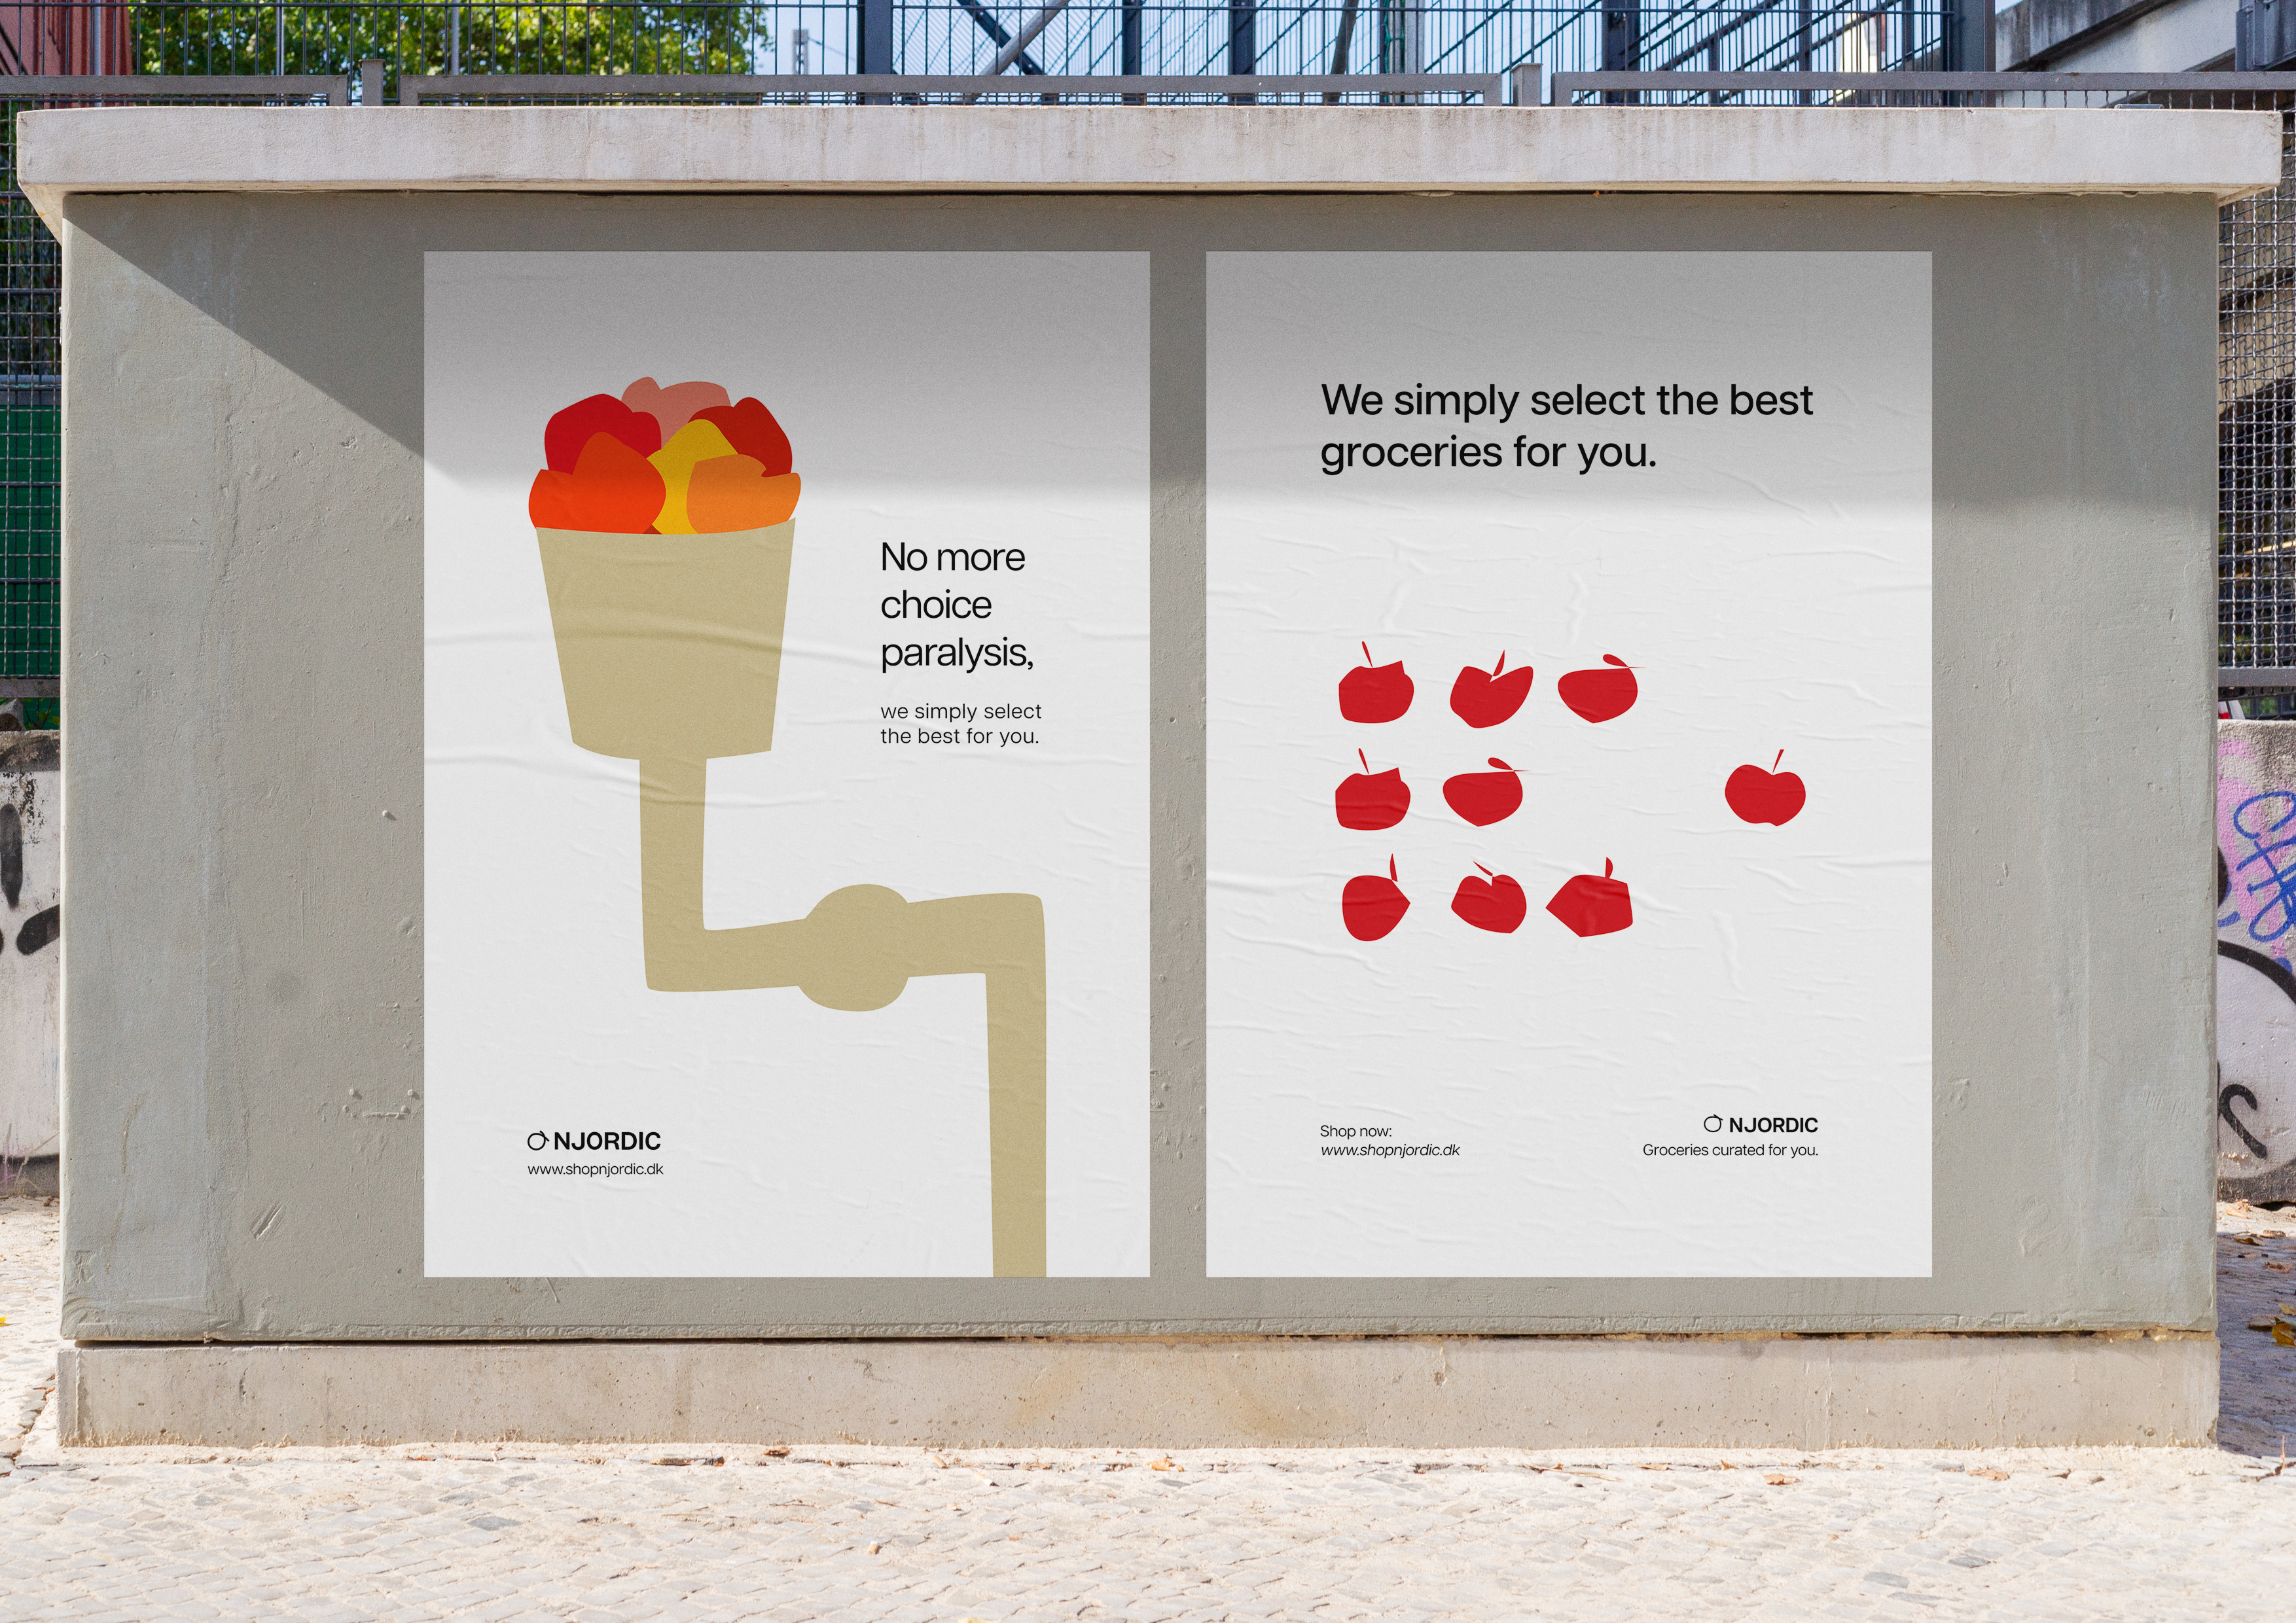 No more
choice
paralysis,
we simply select
the best for you.
NJORDIC
www.shopnjordic.dk
We simply select the best
groceries for you.
Shop now:
www.shopnjordic.dk
NJORDIC
Groceries curated for you.